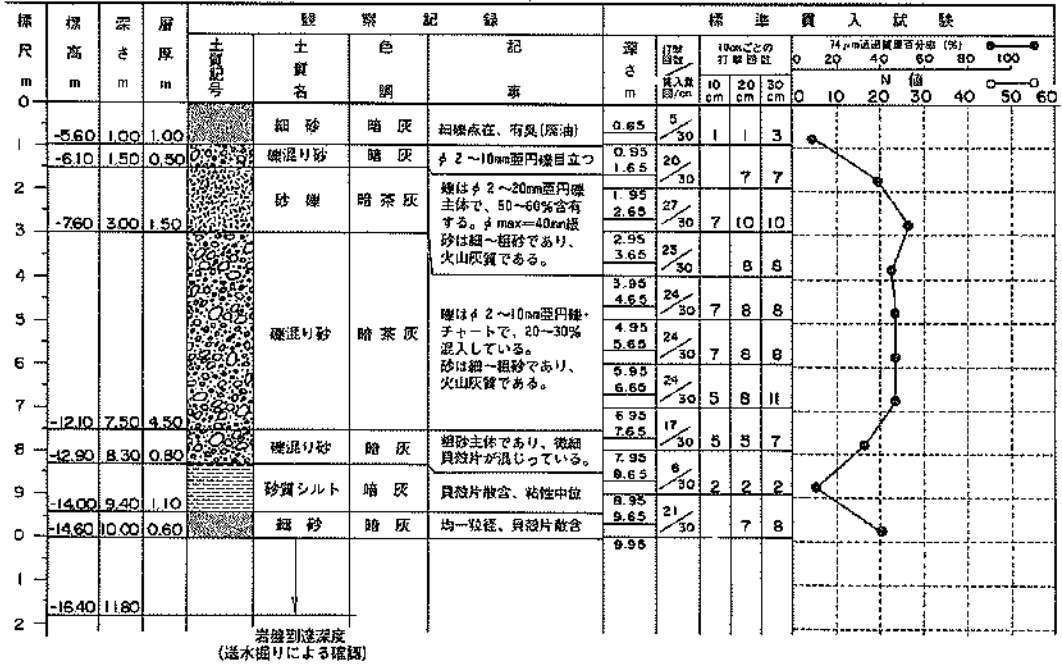 観察記録
標準貫入試験
標尺 m
標高 m
深さ m
層厚 m
土質記号
土質名
色調
記事
深さ m
打撃回数/貫入量 回/cm
10cmごとの打撃回数
10cm 20cm 30cm
74μm通過質量百分率 (%)
0 20 40 60 80 100
N 値
0 10 20 30 40 50 60
0
-5.60 1.00 1.00 細砂 暗灰 細礫点在、有臭(廃油)
0.65 5/30 1 1 3
1
-6.10 1.50 0.50 礫混り砂 暗灰 φ2〜10mm亜円礫目立つ
0.95
1.65 20/30 7 7
-7.60 3.00 1.50 砂礫 暗茶灰
礫は φ2〜20mm亜円礫
主体で、50〜60%含有
する。φ max=40mm級
砂は細〜粗砂であり、
火山灰質である。
1.95
2.65 27/30 7 10 10
3
2.95
3.65 23/30 8 8
4
3.95
4.65 24/30 7 8 8
5
-12.10 7.50 4.50 礫混り砂 暗茶灰
礫は φ2〜10mm亜円礫・
チャートで、20〜30%
混入している。
砂は細〜粗砂であり、
火山灰質である。
4.95
5.65 24/30 7 8 8
6
5.95
6.65 24/30 5 8 11
7
6.95
7.65 17/30 5 5 7
8
-12.90 8.30 0.80 礫混り砂 暗灰
粗砂主体であり、微細
貝殻片が混じっている。
7.95
8.65 6/30 2 2 2
9
-14.00 9.40 1.10 砂質シルト 暗灰 貝殻片散含、粘性中位
8.95
9.65 21/30 7 8
-14.60 10.00 0.60 細砂 暗灰 均一粒径、貝殻片散含
0
9.95
1
-16.40 11.80
2
岩盤到達深度
(送水掘りによる確認)